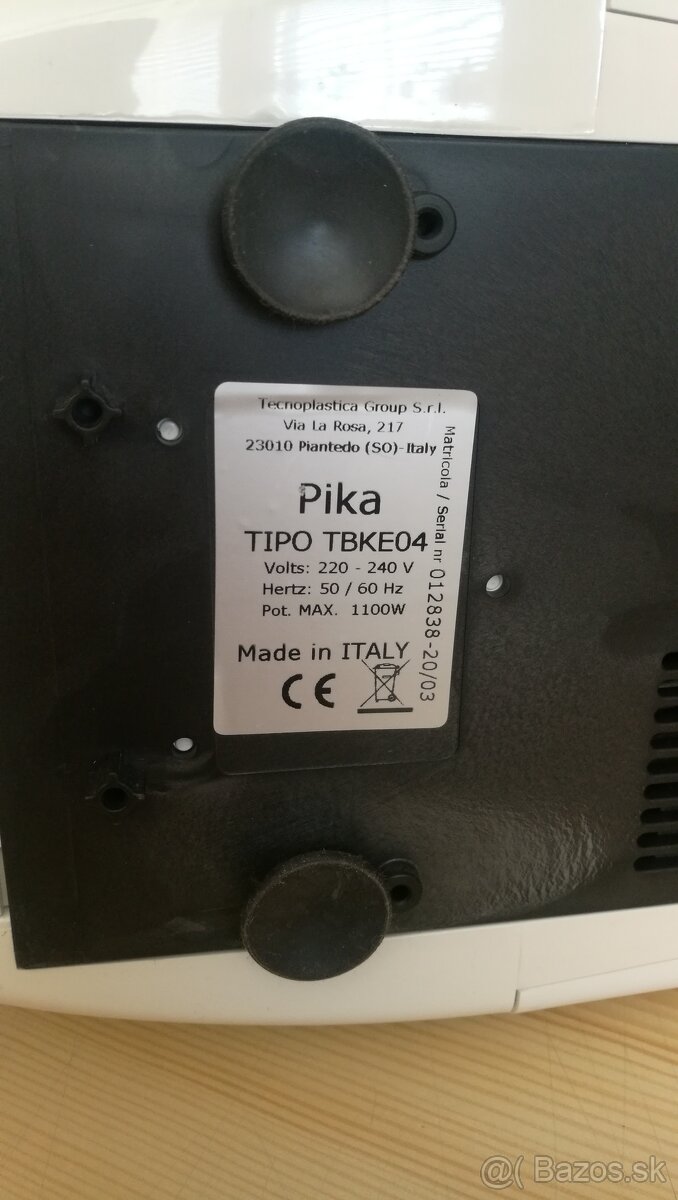 Tecnoplastica Group S.r.l.
Via La Rosa, 217
23010 Piantedo (SO)-Italy
Pika
TIPO TBKE04
Volts: 220 - 240 V
Hertz: 50 / 60 Hz
Pot. MAX. 1100W
Made in ITALY
CE
Matricola / Serial nr 012838-20/03
@( Bazos.sk